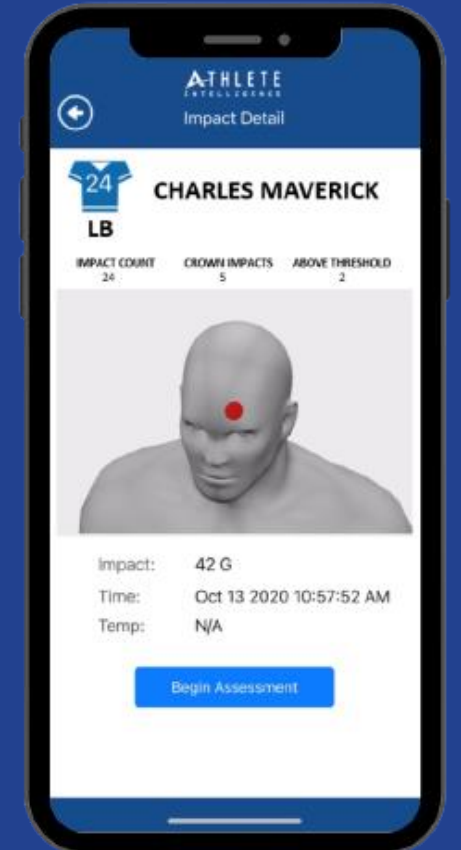 ATHLETE
INTELLIGENCE
Impact Detail
24
CHARLES MAVERICK
LB
IMPACT COUNT CROWN IMPACTS ABOVE THRESHOLD
24 5 2
Impact: 42 G
Time: Oct 13 2020 10:57:52 AM
Temp: N/A
Begin Assessment